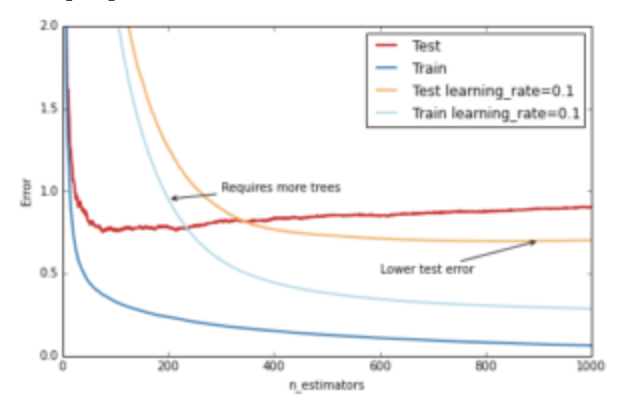 2.0
Test
Train
Test learning_rate=0.1
Train learning_rate=0.1
1.5
Error
1.0
Requires more trees
0.5
Lower test error
0.0
0
200
400
600
800
1000
n_estimators